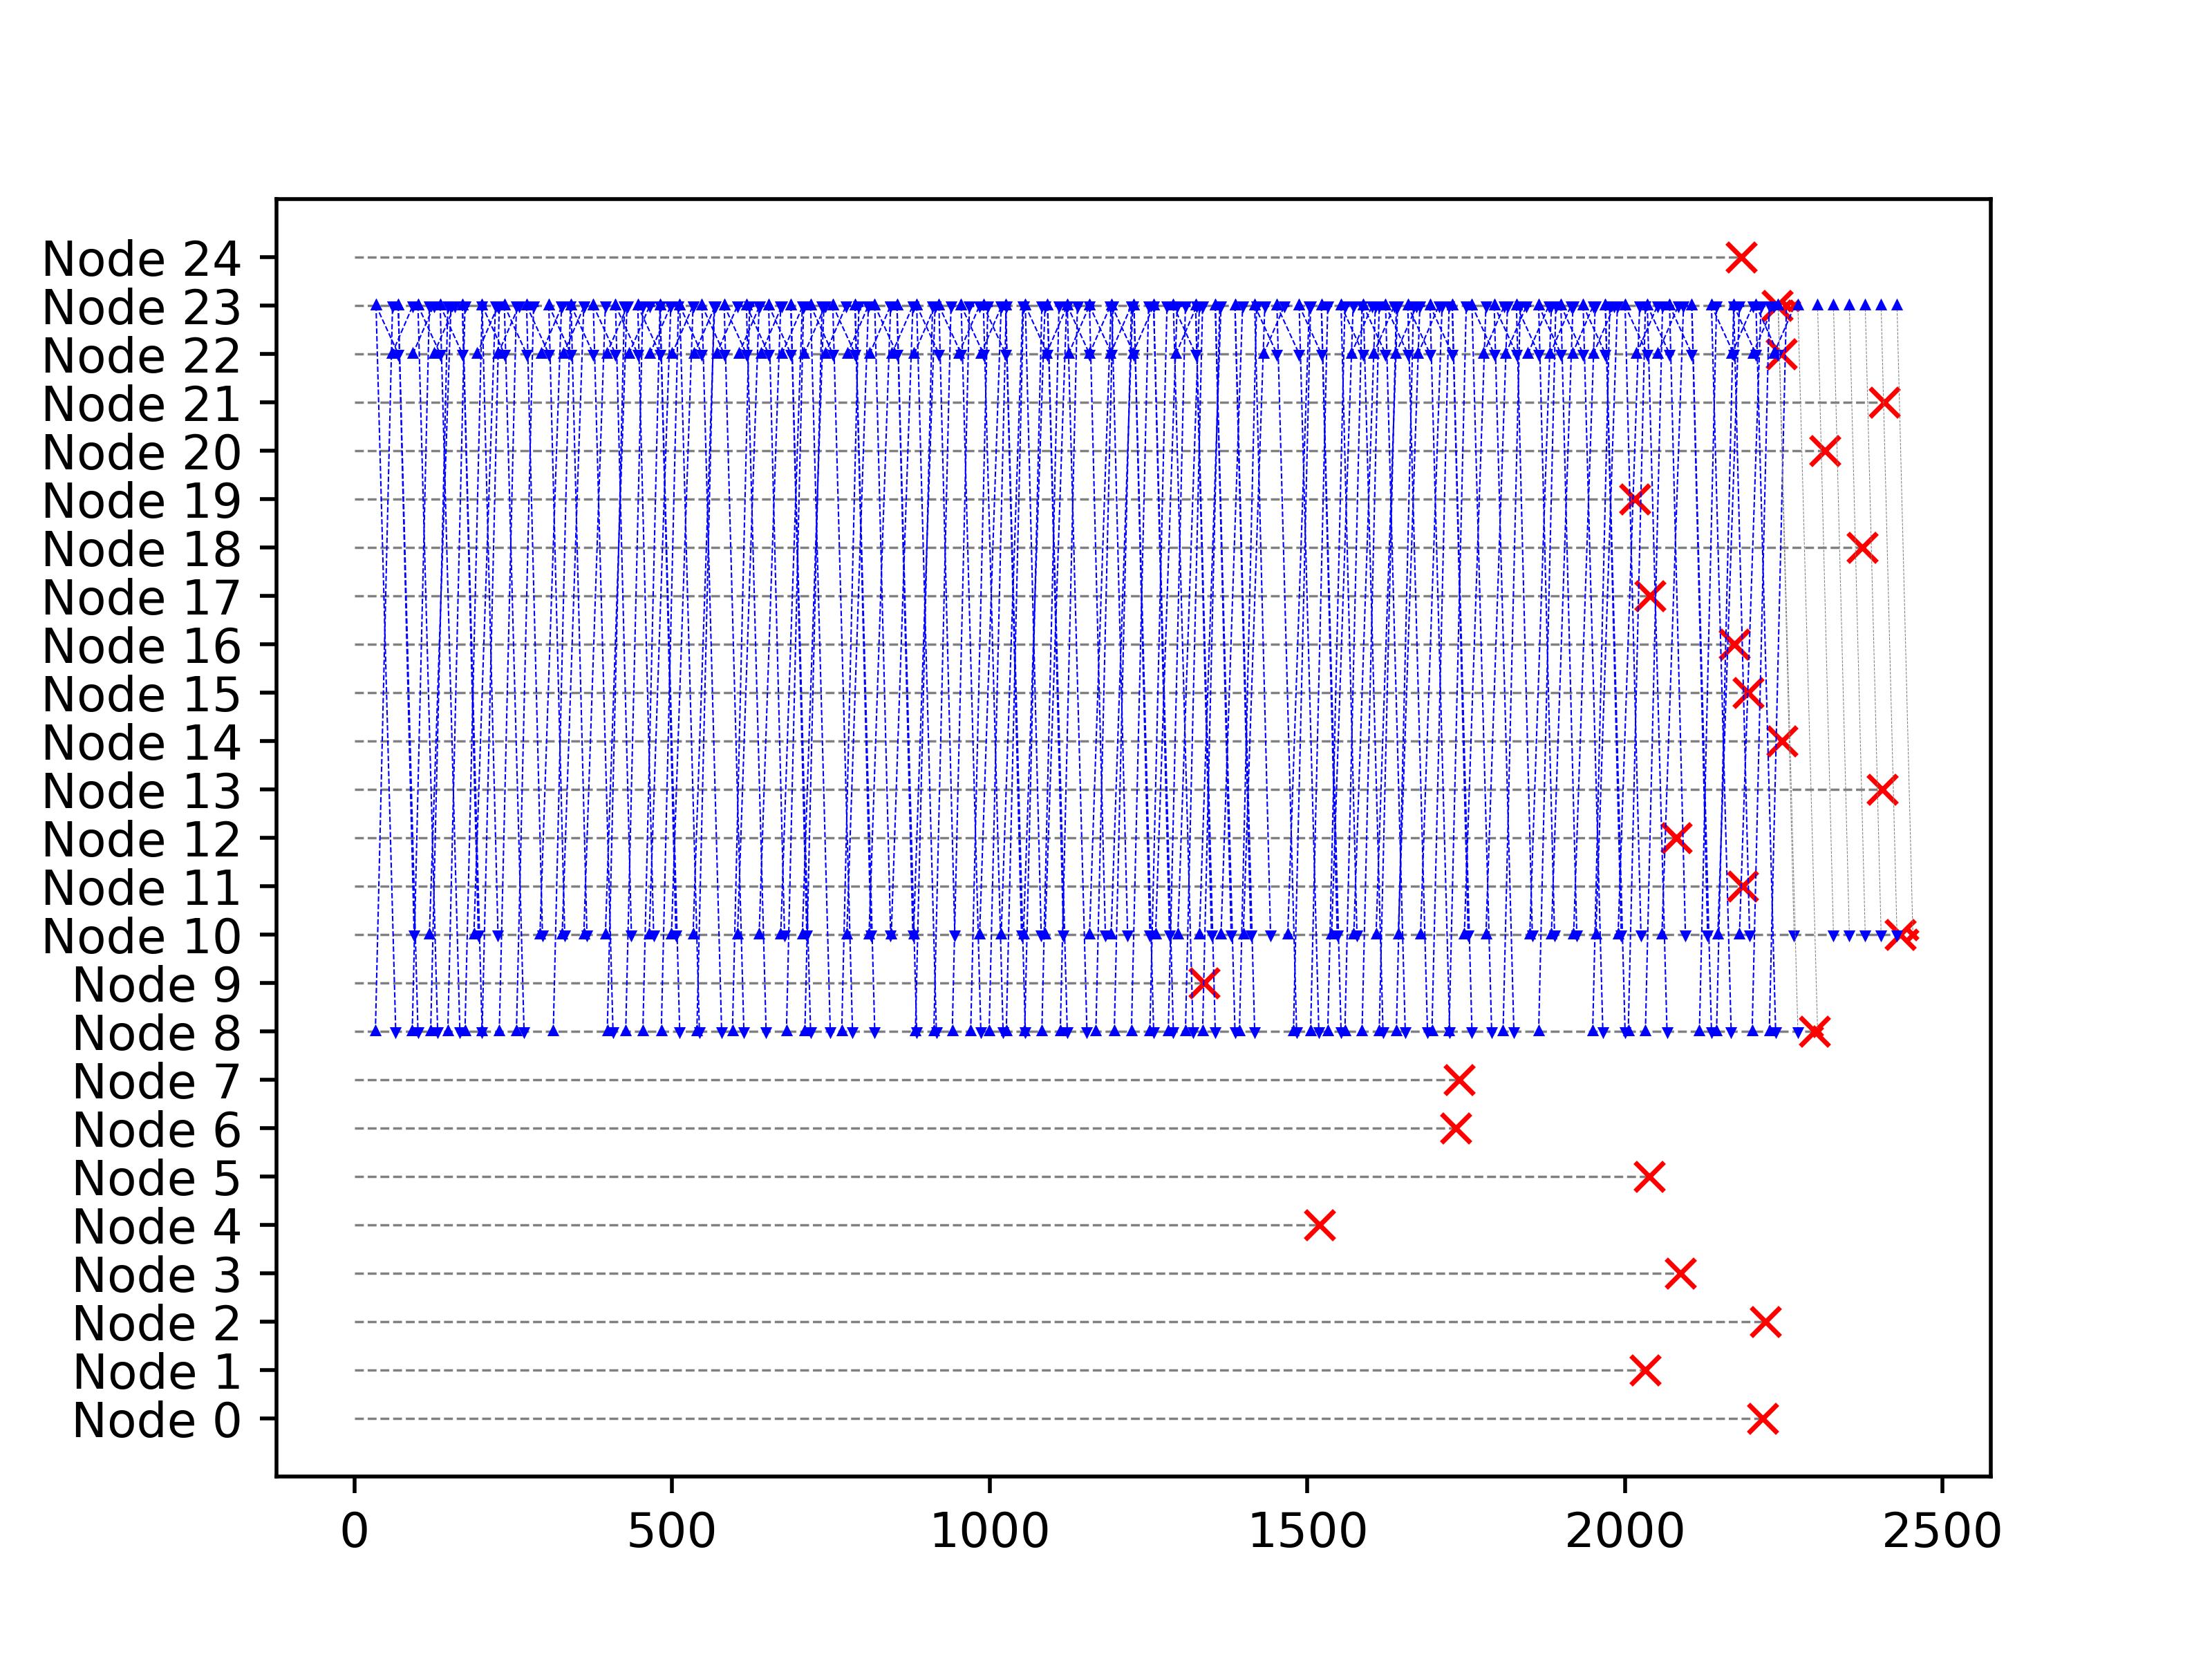 Node 24
Node 23
Node 22
Node 21
Node 20
Node 19
Node 18
Node 17
Node 16
Node 15
Node 14
Node 13
Node 12
Node 11
Node 10
Node 9
Node 8
Node 7
Node 6
Node 5
Node 4
Node 3
Node 2
Node 1
Node 0
0 500 1000 1500 2000 2500